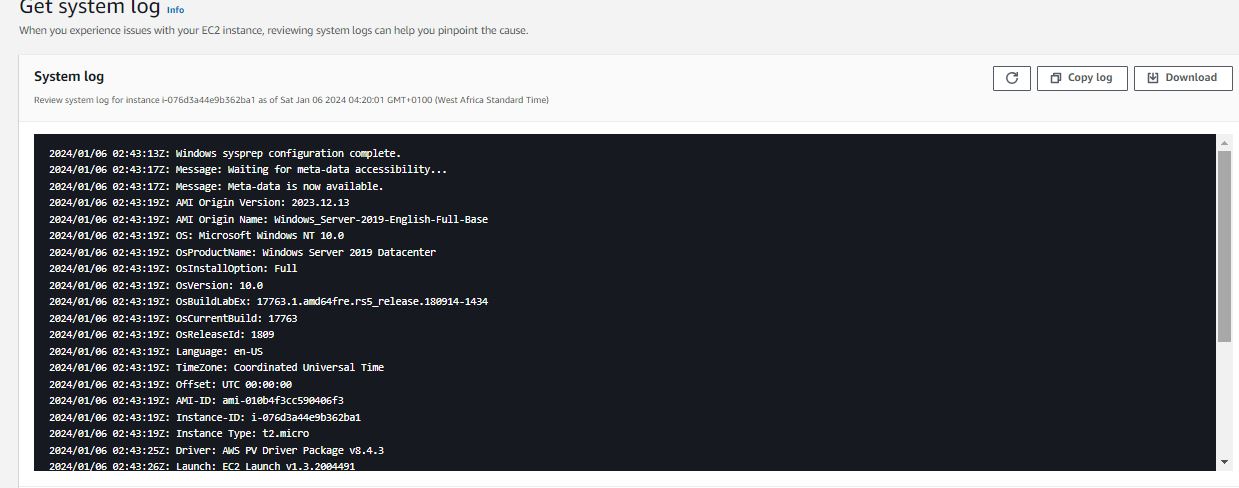 Get system log Info
When you experience issues with your EC2 instance, reviewing system logs can help you pinpoint the cause.
System log
Copy log
Download
Review system log for instance i-076d3a44e9b362ba1 as of Sat Jan 06 2024 04:20:01 GMT+0100 (West Africa Standard Time)
2024/01/06 02:43:13Z: Windows sysprep configuration complete.
2024/01/06 02:43:17Z: Message: Waiting for meta-data accessibility...
2024/01/06 02:43:17Z: Message: Meta-data is now available.
2024/01/06 02:43:19Z: AMI Origin Version: 2023.12.13
2024/01/06 02:43:19Z: AMI Origin Name: Windows_Server-2019-English-Full-Base
2024/01/06 02:43:19Z: OS: Microsoft Windows NT 10.0
2024/01/06 02:43:19Z: OsProductName: Windows Server 2019 Datacenter
2024/01/06 02:43:19Z: OsInstallOption: Full
2024/01/06 02:43:19Z: OsVersion: 10.0
2024/01/06 02:43:19Z: OsBuildLabEx: 17763.1.amd64fre.rs5_release.180914-1434
2024/01/06 02:43:19Z: OsCurrentBuild: 17763
2024/01/06 02:43:19Z: OsReleaseId: 1809
2024/01/06 02:43:19Z: Language: en-US
2024/01/06 02:43:19Z: TimeZone: Coordinated Universal Time
2024/01/06 02:43:19Z: Offset: UTC 00:00:00
2024/01/06 02:43:19Z: AMI-ID: ami-010b4f3cc590406f3
2024/01/06 02:43:19Z: Instance-ID: i-076d3a44e9b362ba1
2024/01/06 02:43:19Z: Instance Type: t2.micro
2024/01/06 02:43:25Z: Driver: AWS PV Driver Package v8.4.3
2024/01/06 02:43:26Z: Launch: EC2 Launch v1.3.2004491